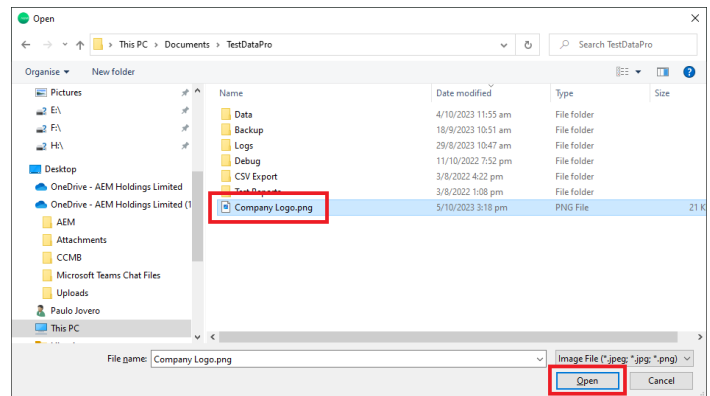 Open
This PC > Documents > TestDataPro
Search TestDataPro
Organise New folder
Name Date modified Type Size
Pictures
E:\
F:\
H:\
Desktop
OneDrive - AEM Holdings Limited
OneDrive - AEM Holdings Limited (1
AEM
Attachments
CCMB
Microsoft Teams Chat Files
Uploads
Paulo Jovero
This PC
Data 4/10/2023 11:55 am File folder
Backup 18/9/2023 10:51 am File folder
Logs 29/8/2023 10:47 am File folder
Debug 11/10/2022 7:52 pm File folder
CSV Export 3/8/2022 4:22 pm File folder
Test Reports 3/8/2022 1:08 pm File folder
Company Logo.png 5/10/2023 3:18 pm PNG File 21 K
File name: Company Logo.png
Image File (*.jpeg; *.jpg; *.png)
Open Cancel